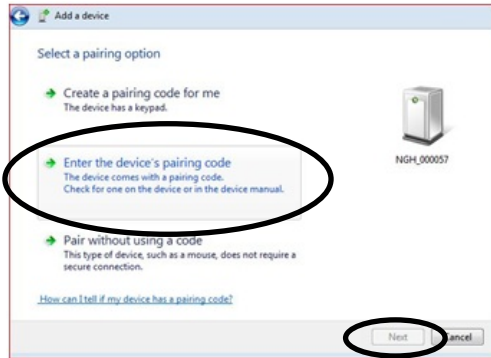 Add a device
Select a pairing option
Create a pairing code for me
The device has a keypad.
Enter the device's pairing code
The device comes with a pairing code.
Check for one on the device or in the device manual.
NGH_000057
Pair without using a code
This type of device, such as a mouse, does not require a
secure connection.
How can I tell if my device has a pairing code?
Next Cancel